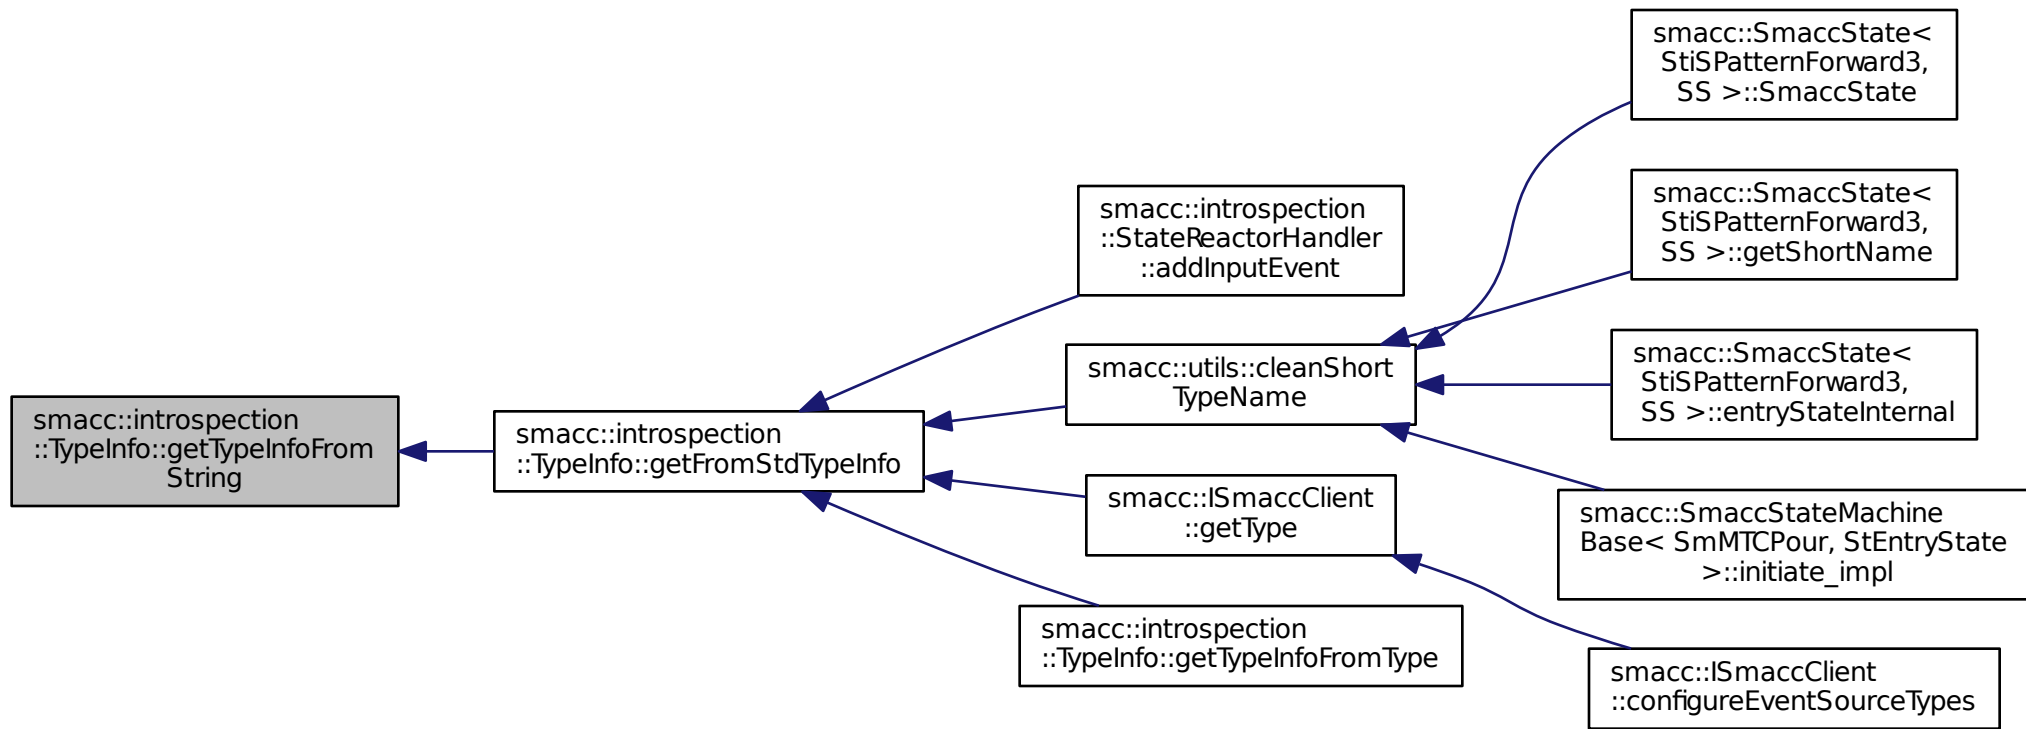 smacc::introspection
::TypeInfo::getTypeInfoFrom
String
smacc::introspection
::TypeInfo::getFromStdTypeInfo
smacc::introspection
::StateReactorHandler
::addInputEvent
smacc::utils::cleanShort
TypeName
smacc::ISmaccClient
::getType
smacc::introspection
::TypeInfo::getTypeInfoFromType
smacc::SmaccState<
StiSPatternForward3,
SS >::SmaccState
smacc::SmaccState<
StiSPatternForward3,
SS >::getShortName
smacc::SmaccState<
StiSPatternForward3,
SS >::entryStateInternal
smacc::SmaccStateMachine
Base< SmMTCPour, StEntryState
>::initiate_impl
smacc::ISmaccClient
::configureEventSourceTypes